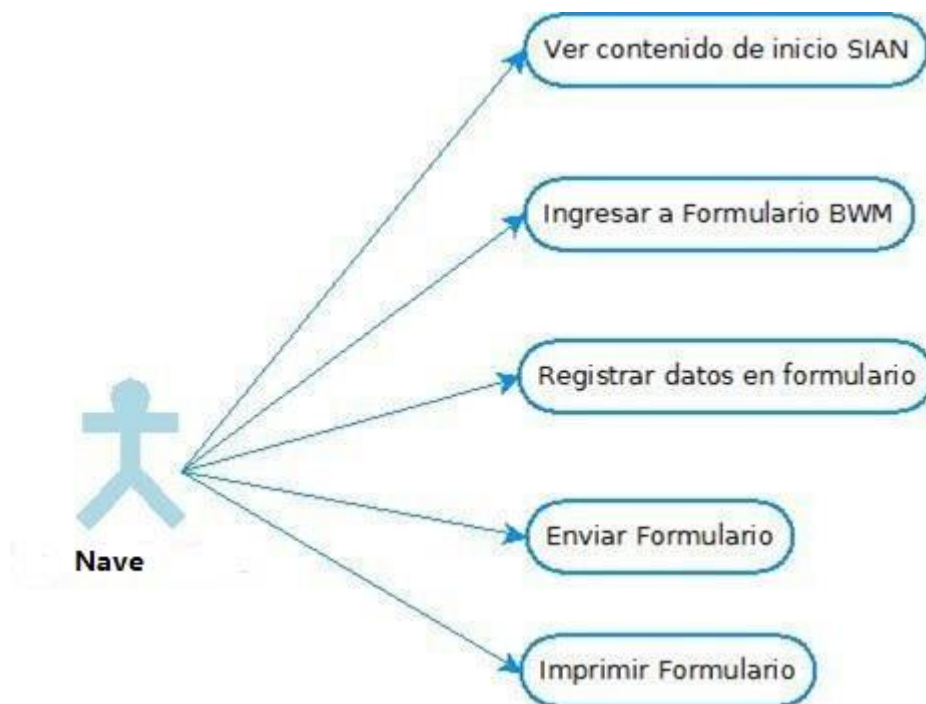 Ver contenido de inicio SIAN
Ingresar a Formulario BWM
Registrar datos en formulario
Enviar Formulario
Imprimir Formulario
Nave